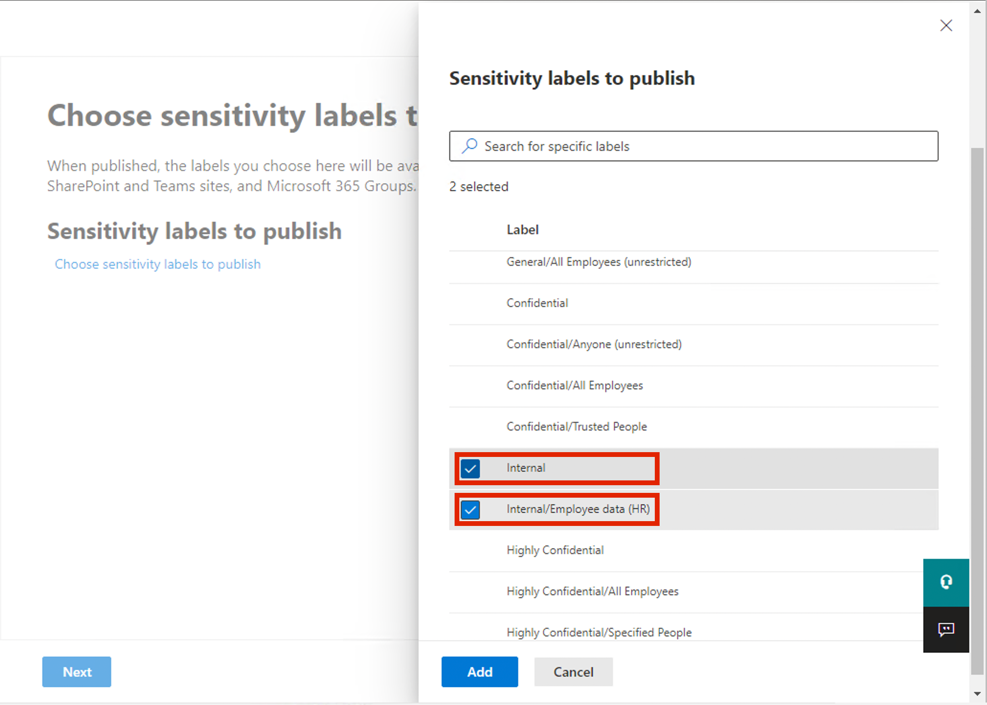 Choose sensitivity labels t
When published, the labels you choose here will be ava
SharePoint and Teams sites, and Microsoft 365 Groups.
Sensitivity labels to publish
Choose sensitivity labels to publish
Next
Sensitivity labels to publish
Search for specific labels
2 selected
Label
General/All Employees (unrestricted)
Confidential
Confidential/Anyone (unrestricted)
Confidential/All Employees
Confidential/Trusted People
Internal
Internal/Employee data (HR)
Highly Confidential
Highly Confidential/All Employees
Highly Confidential/Specified People
Add
Cancel